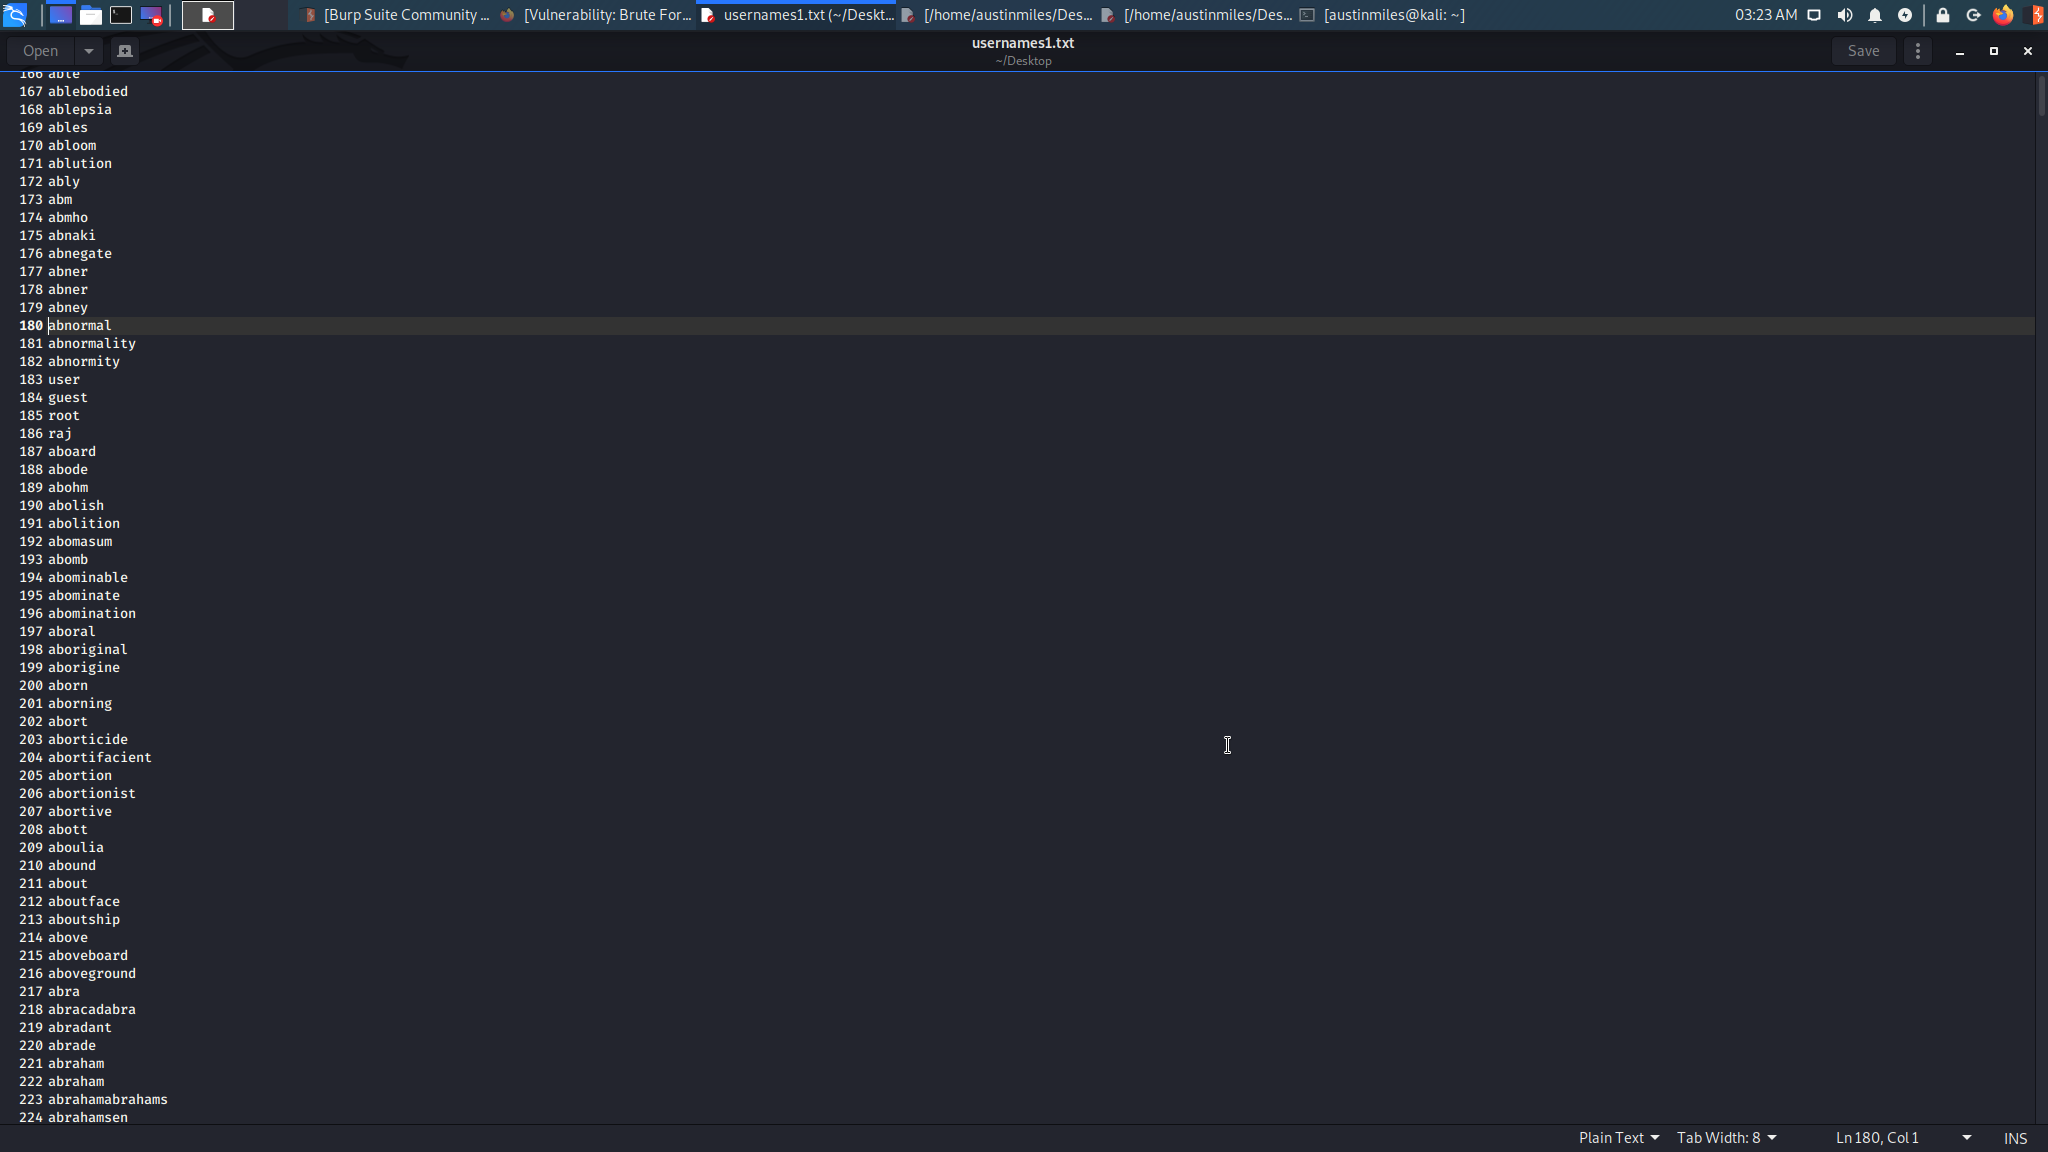 [Burp Suite Community ... [Vulnerability: Brute For... usernames1.txt (~/Deskt... [/home/austinmiles/Des... [/home/austinmiles/Des... [austinmiles@kali: ~] 03:23 AM
Open usernames1.txt Save
~/Desktop
166 able
167 ablebodied
168 ablepsia
169 ables
170 abloom
171 ablution
172 ably
173 abm
174 abmho
175 abnaki
176 abnegate
177 abner
178 abner
179 abney
180 abnormal
181 abnormality
182 abnormity
183 user
184 guest
185 root
186 raj
187 aboard
188 abode
189 abohm
190 abolish
191 abolition
192 abomasum
193 abomb
194 abominable
195 abominate
196 abomination
197 aboral
198 aboriginal
199 aborigine
200 aborn
201 aborning
202 abort
203 aborticide
204 abortifacient
205 abortion
206 abortionist
207 abortive
208 abott
209 aboulia
210 abound
211 about
212 aboutface
213 aboutship
214 above
215 aboveboard
216 aboveground
217 abra
218 abracadabra
219 abradant
220 abrade
221 abraham
222 abraham
223 abrahamabrahams
224 abrahamsen
Plain Text Tab Width: 8 Ln 180, Col 1 INS